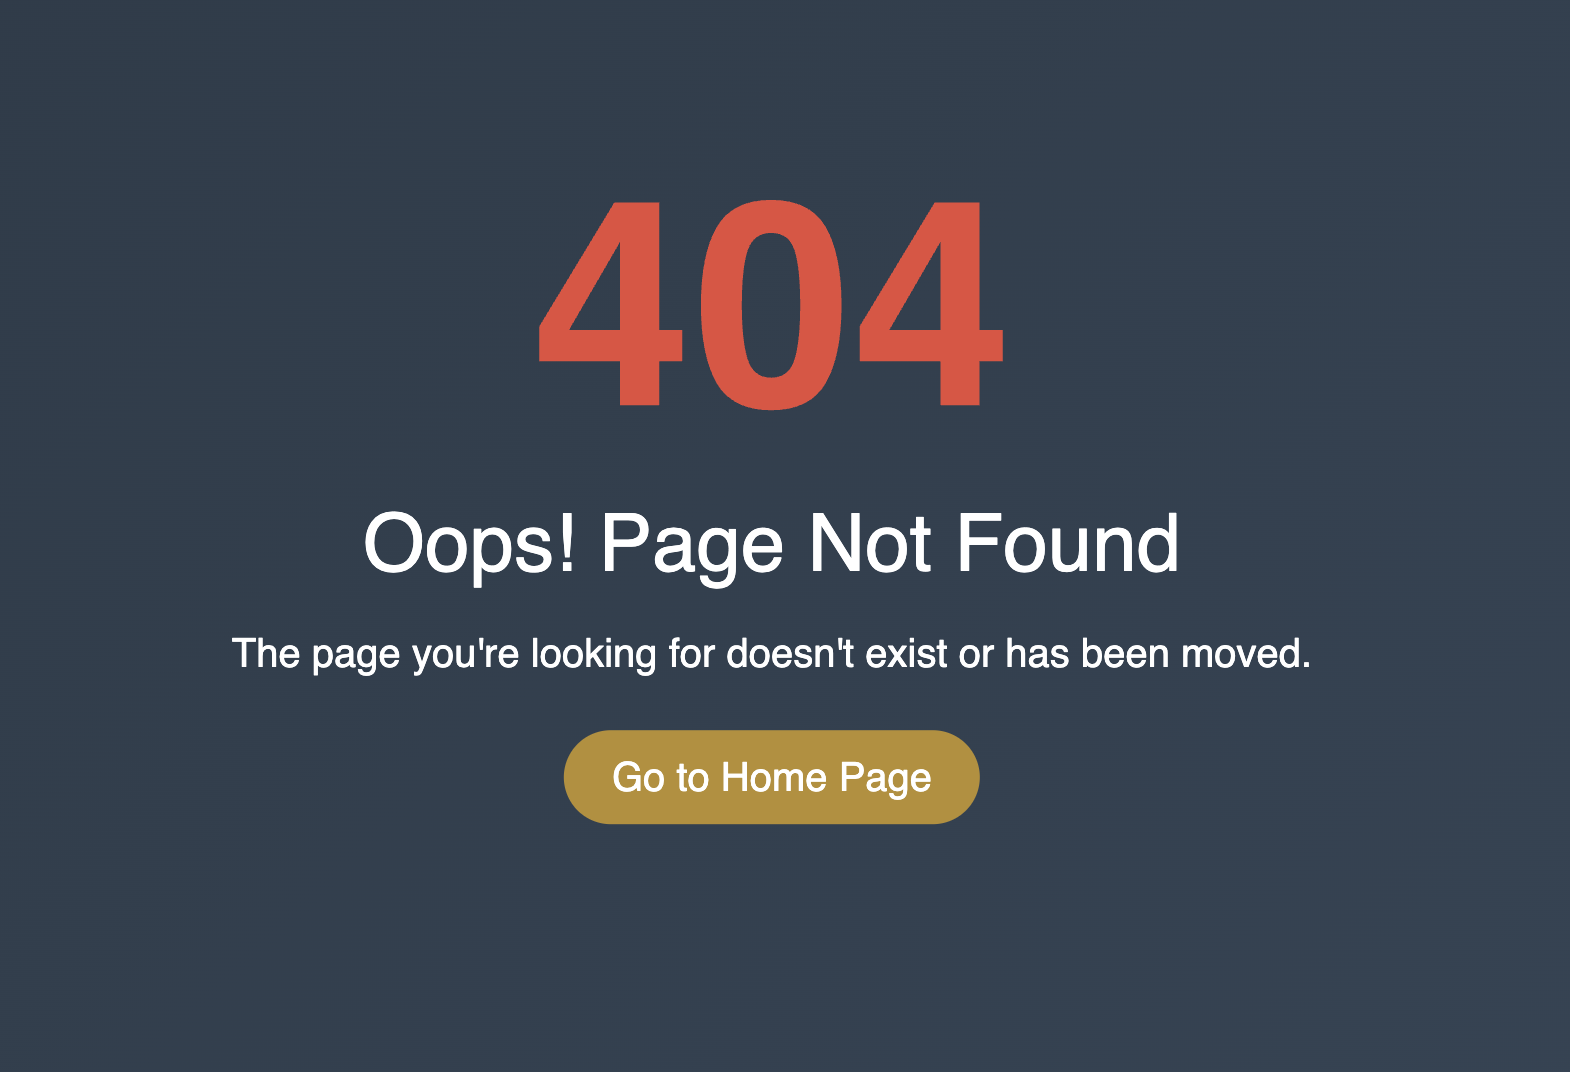 404
Oops! Page Not Found
The page you're looking for doesn't exist or has been moved.
Go to Home Page